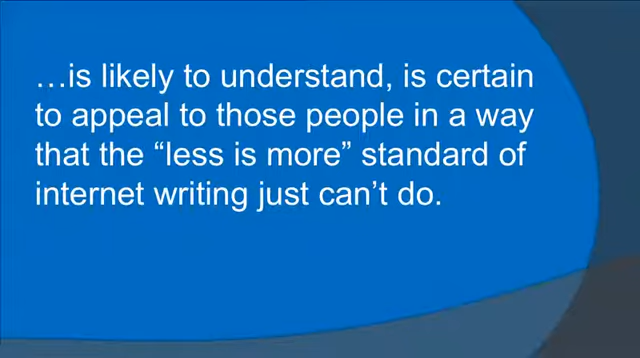 …is likely to understand, is certain
to appeal to those people in a way
that the “less is more” standard of
internet writing just can’t do.